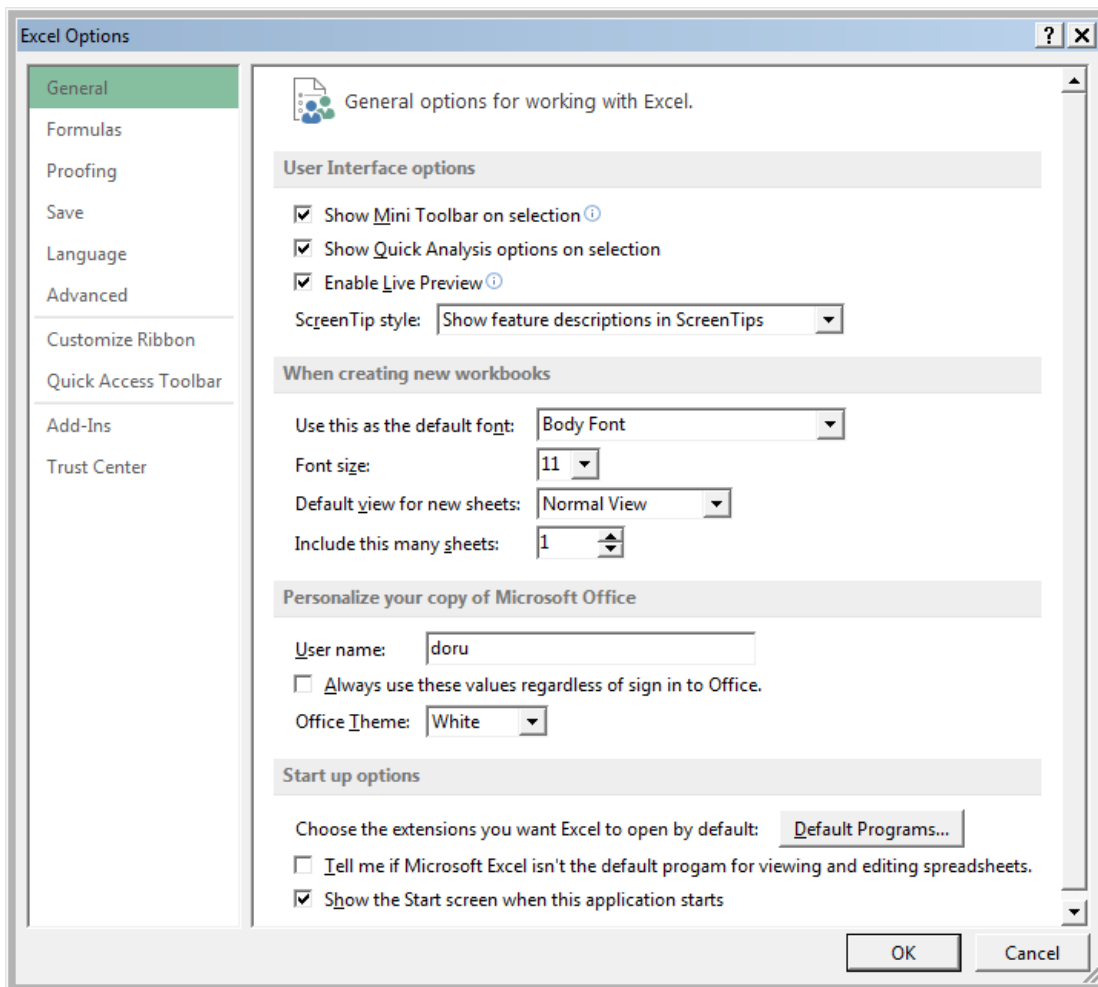 Excel Options
General
Formulas
Proofing
Save
Language
Advanced
Customize Ribbon
Quick Access Toolbar
Add-Ins
Trust Center
General options for working with Excel.
User Interface options
Show Mini Toolbar on selection
Show Quick Analysis options on selection
Enable Live Preview
ScreenTip style: Show feature descriptions in ScreenTips
When creating new workbooks
Use this as the default font: Body Font
Font size: 11
Default view for new sheets: Normal View
Include this many sheets: 1
Personalize your copy of Microsoft Office
User name: doru
Always use these values regardless of sign in to Office.
Office Theme: White
Start up options
Choose the extensions you want Excel to open by default: Default Programs...
Tell me if Microsoft Excel isn't the default progam for viewing and editing spreadsheets.
Show the Start screen when this application starts
OK Cancel